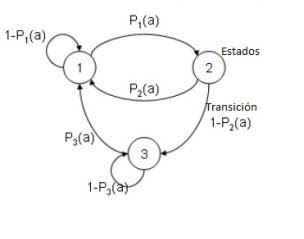 P1(a)
1-P1(a)
Estados
1
2
P2(a)
Transición
1-P2(a)
P3(a)
3
1-P3(a)